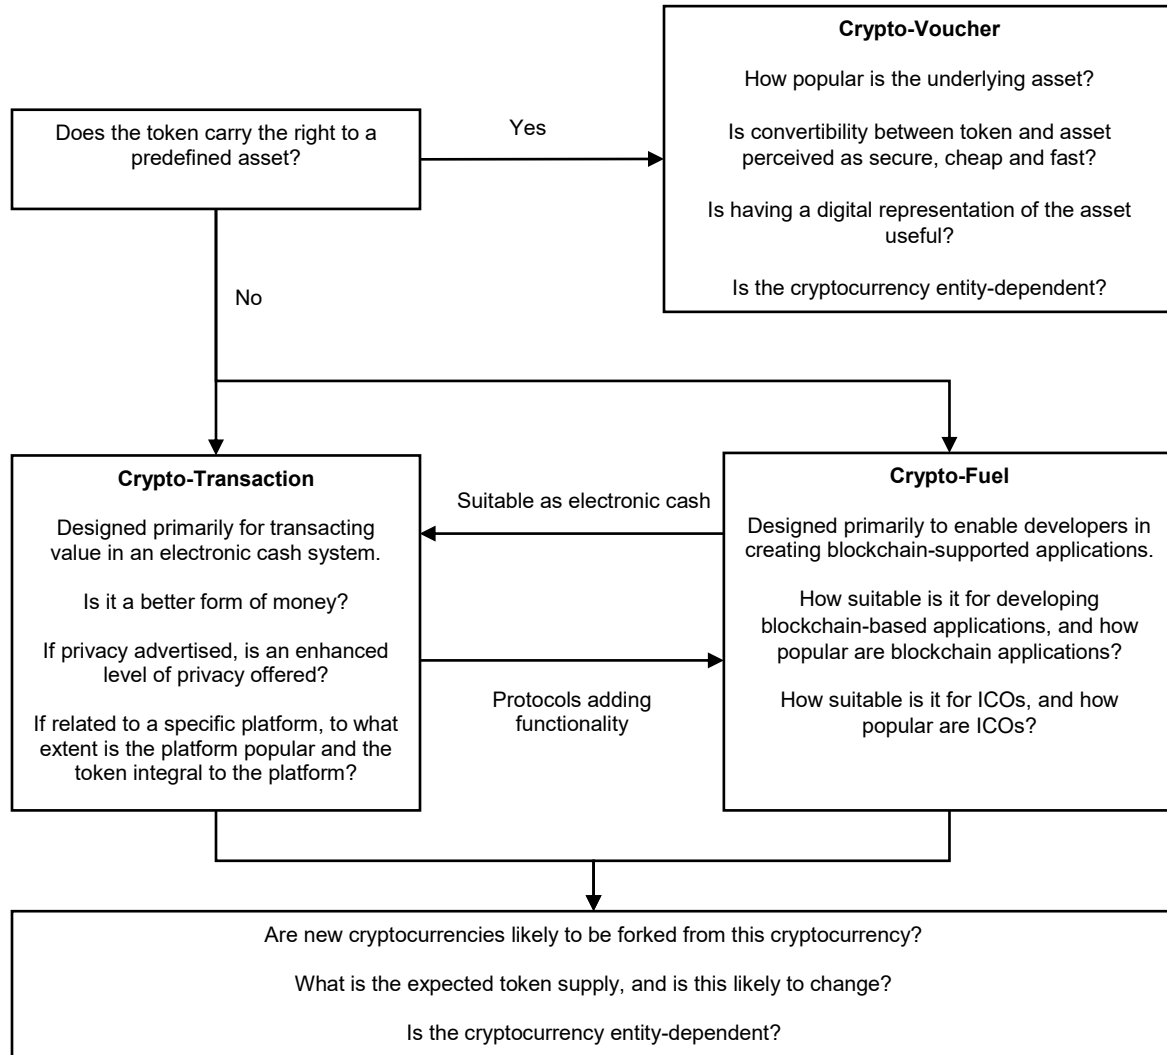 Crypto-Voucher
How popular is the underlying asset?
Is convertibility between token and asset
perceived as secure, cheap and fast?
Is having a digital representation of the asset
useful?
Is the cryptocurrency entity-dependent?
Does the token carry the right to a
predefined asset?
Yes
No
Crypto-Transaction
Designed primarily for transacting
value in an electronic cash system.
Is it a better form of money?
If privacy advertised, is an enhanced
level of privacy offered?
If related to a specific platform, to what
extent is the platform popular and the
token integral to the platform?
Suitable as electronic cash
Protocols adding
functionality
Crypto-Fuel
Designed primarily to enable developers in
creating blockchain-supported applications.
How suitable is it for developing
blockchain-based applications, and how
popular are blockchain applications?
How suitable is it for ICOs, and how
popular are ICOs?
Are new cryptocurrencies likely to be forked from this cryptocurrency?
What is the expected token supply, and is this likely to change?
Is the cryptocurrency entity-dependent?